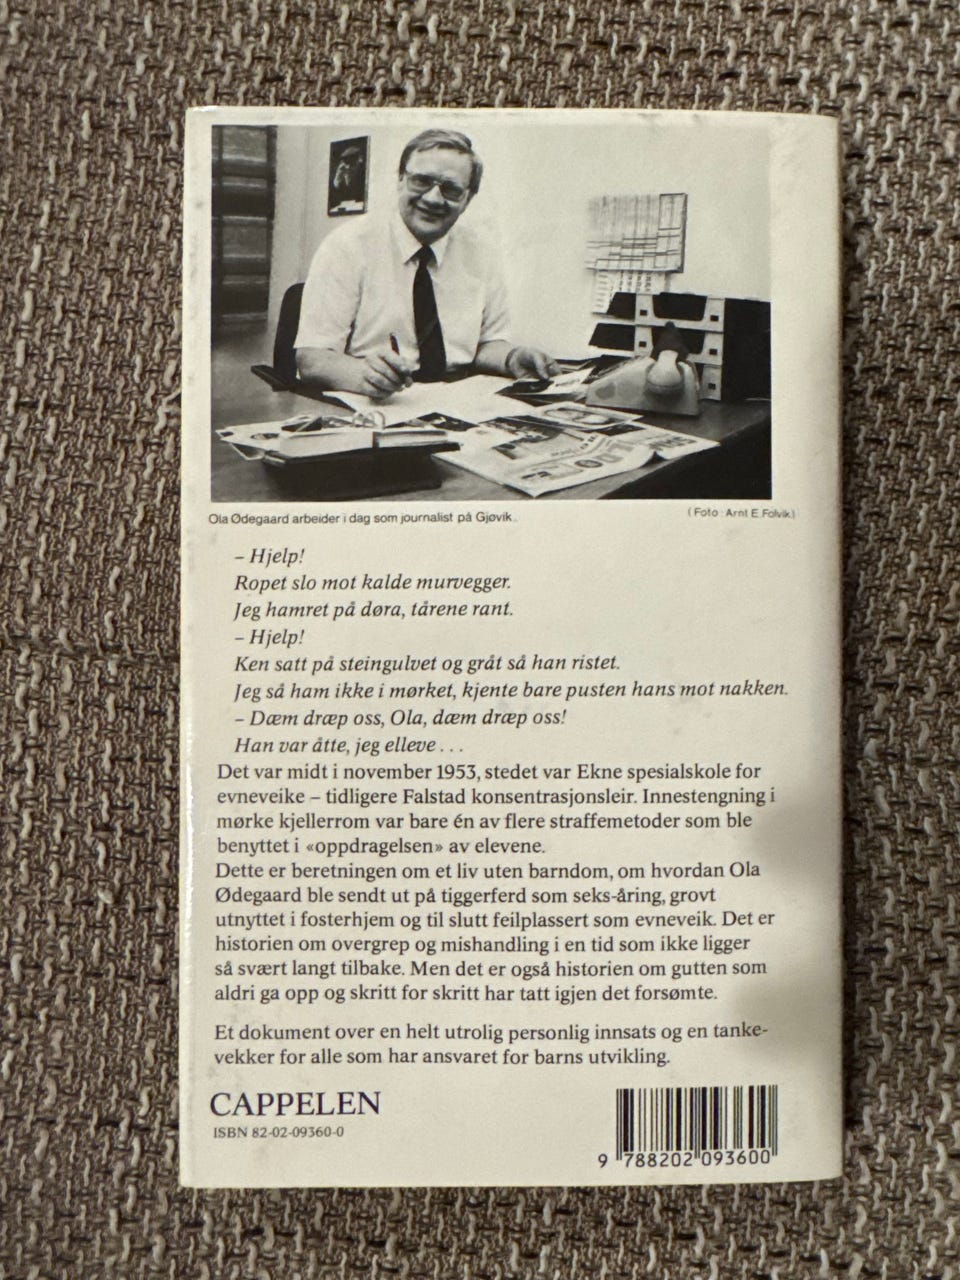 Ola Ødegaard arbeider i dag som journalist på Gjøvik.
( Foto : Arnt E. Folvik.)
– Hjelp!
Ropet slo mot kalde murvegger.
Jeg hamret på døra, tårene rant.
– Hjelp!
Ken satt på steingulvet og gråt så han ristet.
Jeg så ham ikke i mørket, kjente bare pusten hans mot nakken.
– Dæm dræp oss, Ola, dæm dræp oss!
Han var åtte, jeg elleve . . .
Det var midt i november 1953, stedet var Ekne spesialskole for
evneveike – tidligere Falstad konsentrasjonsleir. Innestengning i
mørke kjellerrom var bare én av flere straffemetoder som ble
benyttet i «oppdragelsen» av elevene.
Dette er beretningen om et liv uten barndom, om hvordan Ola
Ødegaard ble sendt ut på tiggerferd som seks-åring, grovt
utnyttet i fosterhjem og til slutt feilplassert som evneveik. Det er
historien om overgrep og mishandling i en tid som ikke ligger
så svært langt tilbake. Men det er også historien om gutten som
aldri ga opp og skritt for skritt har tatt igjen det forsømte.
Et dokument over en helt utrolig personlig innsats og en tanke-
vekker for alle som har ansvaret for barns utvikling.
CAPPELEN
ISBN 82-02-09360-0
9 788202 093600